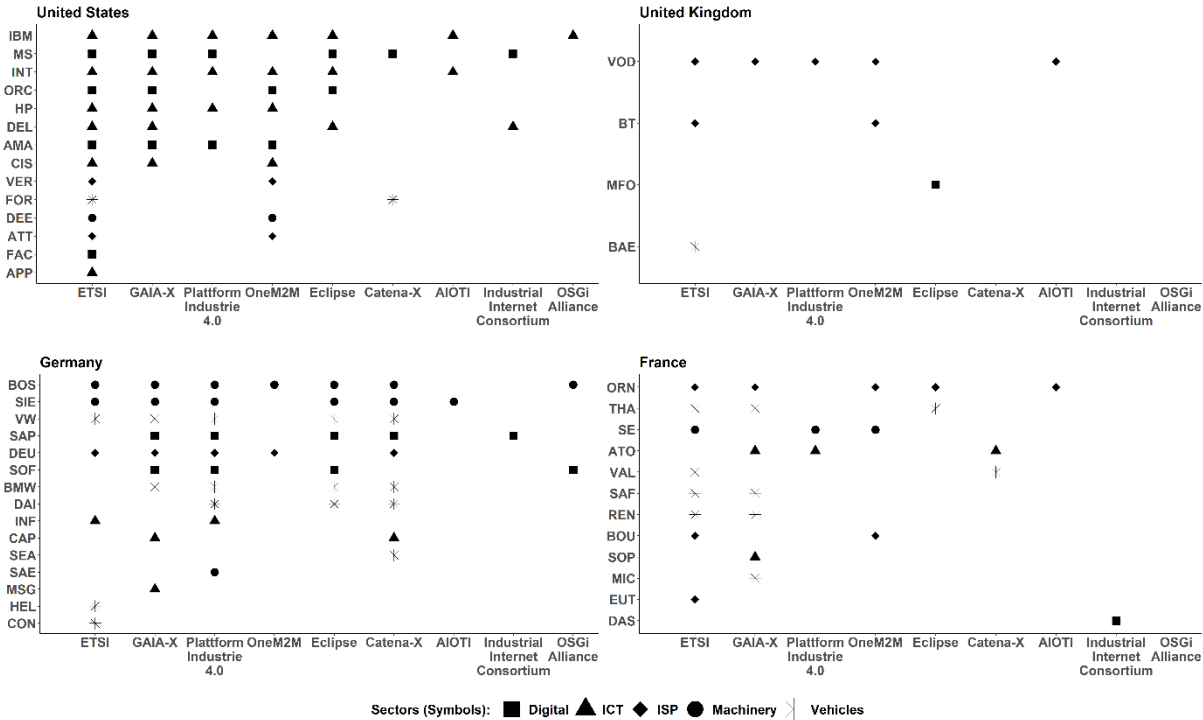 United States
IBM
MS
INT
ORC
HP
DEL
AMA
CIS
VER
FOR
DEE
ATT
FAC
APP
ETSI GAIA-X Plattform OneM2M Eclipse Catena-X AIOTI Industrial OSGi
Industrie Internet Alliance
4.0 Consortium
United Kingdom
VOD
BT
MFO
BAE
ETSI GAIA-X Plattform OneM2M Eclipse Catena-X AIOTI Industrial OSGi
Industrie Internet Alliance
4.0 Consortium
Germany
BOS
SIE
VW
SAP
DEU
SOF
BMW
DAI
INF
CAP
SEA
SAE
MSG
HEL
CON
ETSI GAIA-X Plattform OneM2M Eclipse Catena-X AIOTI Industrial OSGi
Industrie Internet Alliance
4.0 Consortium
France
ORN
THA
SE
ATO
VAL
SAF
REN
BOU
SOP
MIC
EUT
DAS
ETSI GAIA-X Plattform OneM2M Eclipse Catena-X AIOTI Industrial OSGi
Industrie Internet Alliance
4.0 Consortium
Sectors (Symbols): Digital ICT ISP Machinery Vehicles